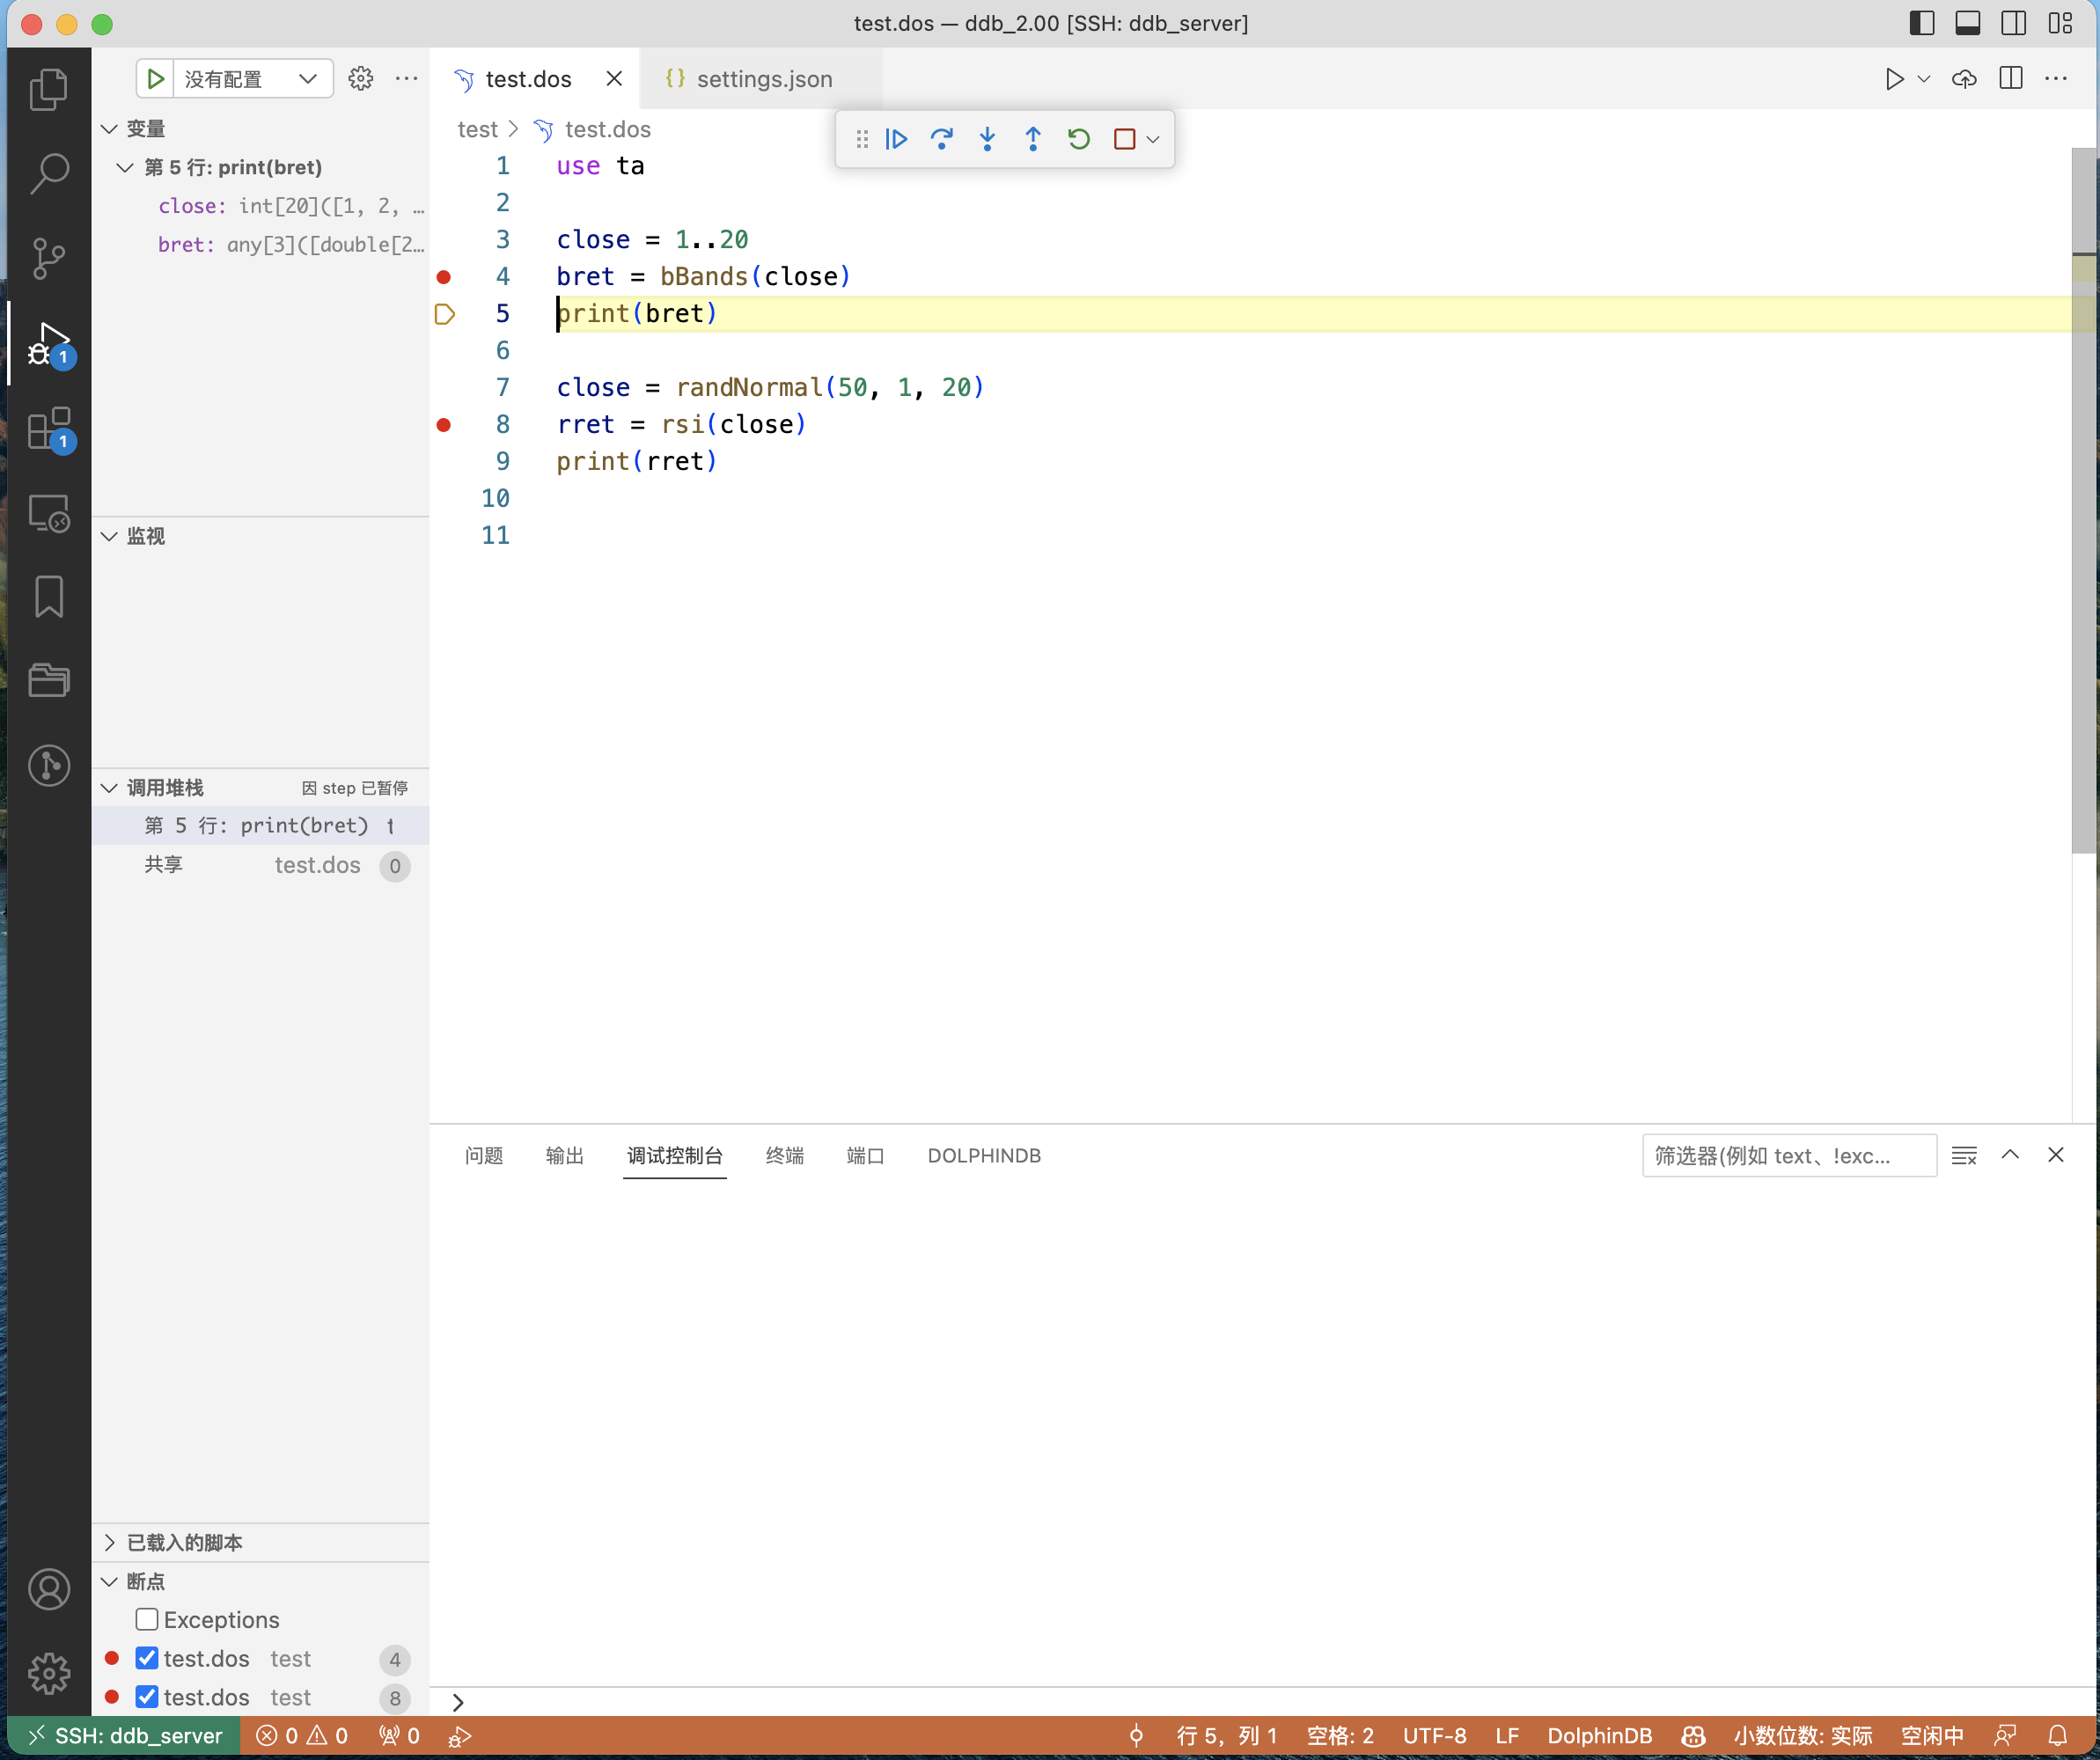 test.dos — ddb_2.00 [SSH: ddb_server]
没有配置
test.dos
settings.json
变量
第 5 行: print(bret)
close: int[20]([1, 2, …
bret: any[3]([double[2…
监视
调用堆栈 因 step 已暂停
第 5 行: print(bret)
共享 test.dos 0
已载入的脚本
断点
Exceptions
test.dos test 4
test.dos test 8
1
1
test > test.dos
1 use ta
2
3 close = 1..20
4 bret = bBands(close)
5 print(bret)
6
7 close = randNormal(50, 1, 20)
8 rret = rsi(close)
9 print(rret)
10
11
问题 输出 调试控制台 终端 端口 DOLPHINDB
筛选器(例如 text、!exc...
SSH: ddb_server 0 0 0 行 5, 列 1 空格: 2 UTF-8 LF DolphinDB 小数位数: 实际 空闲中